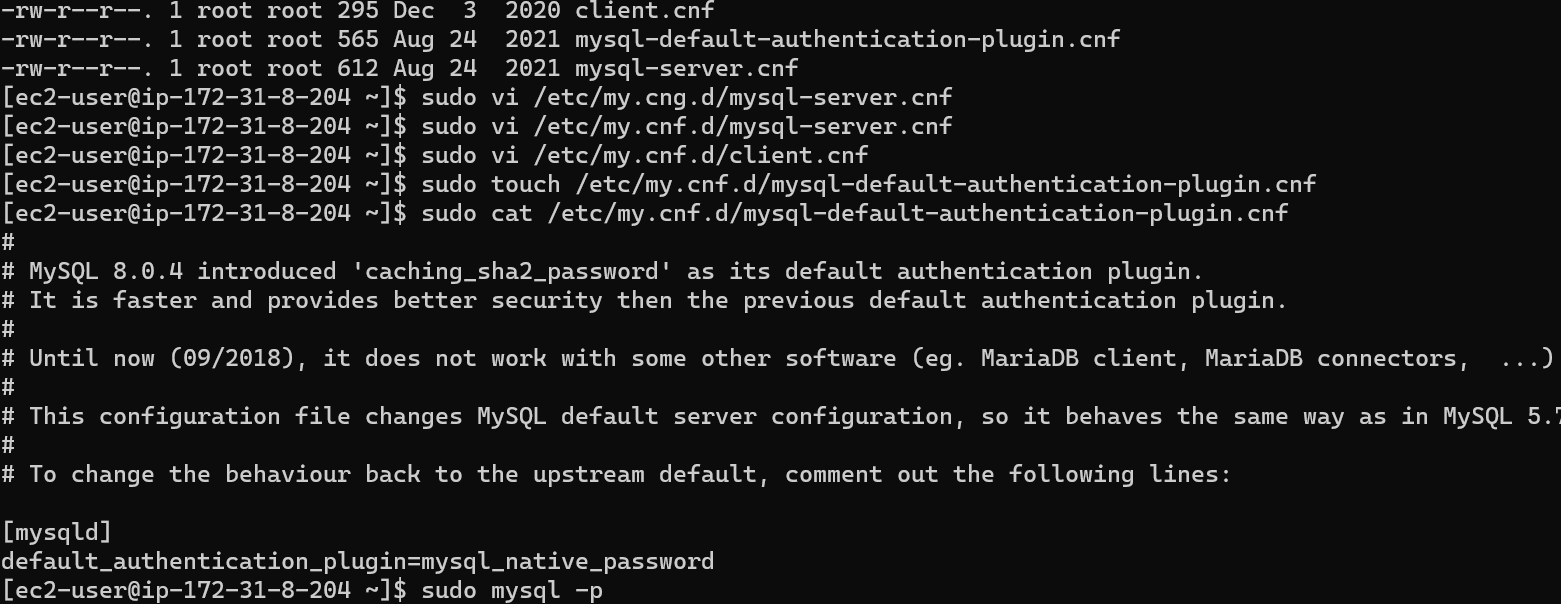 -rw-r--r--. 1 root root 295 Dec  3  2020 client.cnf
-rw-r--r--. 1 root root 565 Aug 24  2021 mysql-default-authentication-plugin.cnf
-rw-r--r--. 1 root root 612 Aug 24  2021 mysql-server.cnf
[ec2-user@ip-172-31-8-204 ~]$ sudo vi /etc/my.cng.d/mysql-server.cnf
[ec2-user@ip-172-31-8-204 ~]$ sudo vi /etc/my.cnf.d/mysql-server.cnf
[ec2-user@ip-172-31-8-204 ~]$ sudo vi /etc/my.cnf.d/client.cnf
[ec2-user@ip-172-31-8-204 ~]$ sudo touch /etc/my.cnf.d/mysql-default-authentication-plugin.cnf
[ec2-user@ip-172-31-8-204 ~]$ sudo cat /etc/my.cnf.d/mysql-default-authentication-plugin.cnf
#
# MySQL 8.0.4 introduced 'caching_sha2_password' as its default authentication plugin.
# It is faster and provides better security then the previous default authentication plugin.
#
# Until now (09/2018), it does not work with some other software (eg. MariaDB client, MariaDB connectors,  ...)
#
# This configuration file changes MySQL default server configuration, so it behaves the same way as in MySQL 5.7
#
# To change the behaviour back to the upstream default, comment out the following lines:

[mysqld]
default_authentication_plugin=mysql_native_password
[ec2-user@ip-172-31-8-204 ~]$ sudo mysql -p